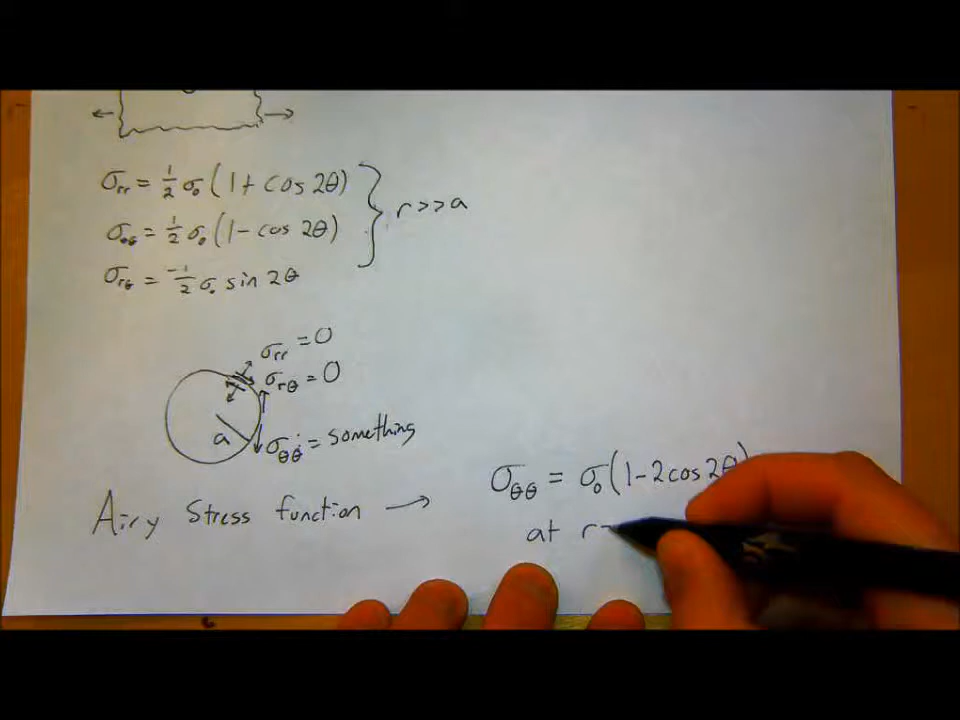 σrr = 1/2 σ₀ (1 + cos 2θ)
σθθ = 1/2 σ₀ (1 - cos 2θ)
σrθ = -1/2 σ₀ sin 2θ
r >> a
σrr = 0
σrθ = 0
a
σθθ = something
Airy Stress function →
σθθ = σ₀(1-2cos 2θ)
at r =